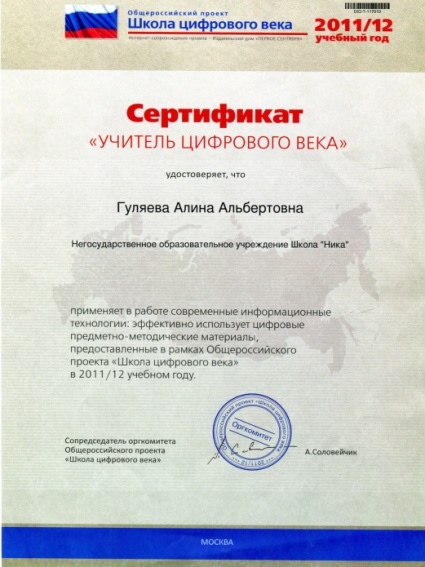 Общероссийский проект
Школа цифрового века
Интернет-сопровождение проекта – Издательский дом «ПЕРВОЕ СЕНТЯБРЯ»
2011/12
учебный год
Сертификат
«УЧИТЕЛЬ ЦИФРОВОГО ВЕКА»
удостоверяет, что
Гуляева Алина Альбертовна
Негосударственное образовательное учреждение Школа "Ника"
применяет в работе современные информационные
технологии: эффективно использует цифровые
предметно-методические материалы,
предоставленные в рамках Общероссийского
проекта «Школа цифрового века»
в 2011/12 учебном году.
Сопредседатель оргкомитета
Общероссийского проекта
«Школа цифрового века»
Оргкомитет
А.Соловейчик
МОСКВА